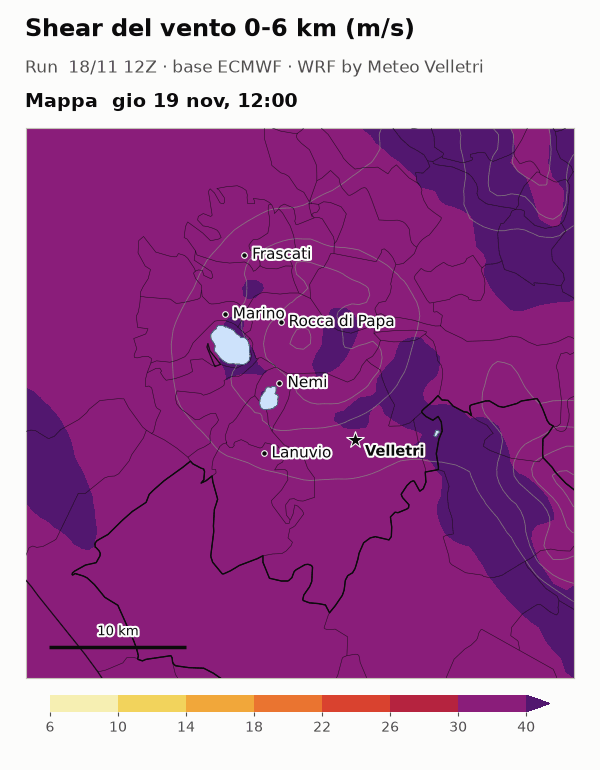 Shear del vento 0-6 km (m/s)
Run  18/11 12Z · base ECMWF · WRF by Meteo Velletri
Mappa  gio 19 nov, 12:00
Frascati
Marino
Rocca di Papa
Nemi
Velletri
Lanuvio
10 km
6 10 14 18 22 26 30 40